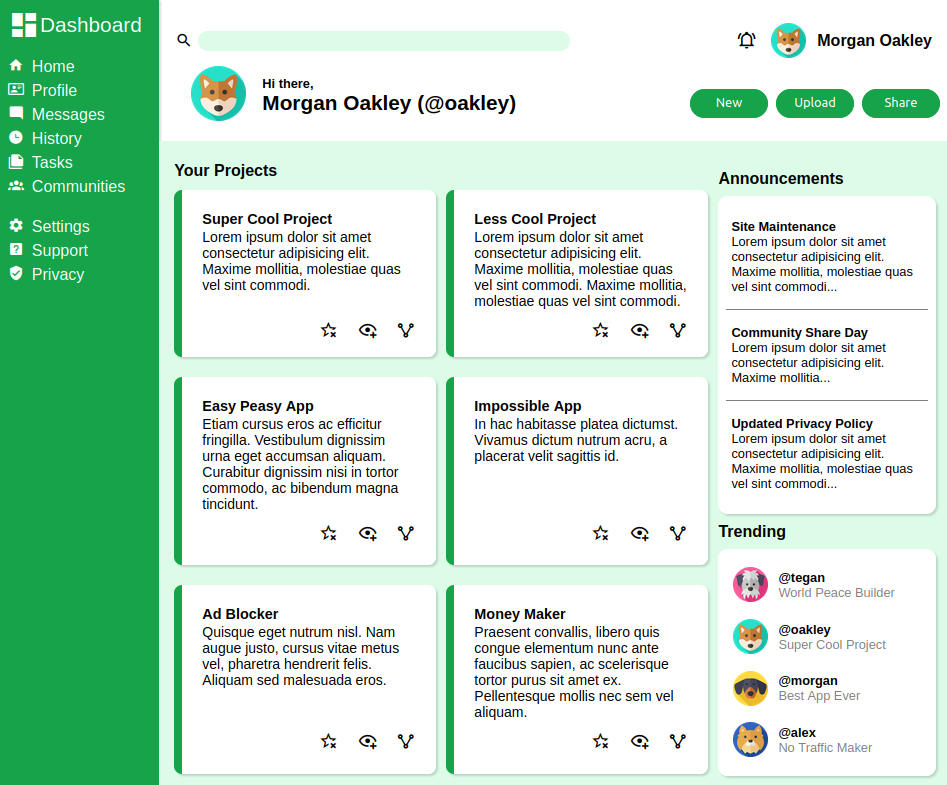 Dashboard
Home
Profile
Messages
History
Tasks
Communities
Settings
Support
Privacy
Morgan Oakley
Hi there,
Morgan Oakley (@oakley)
New
Upload
Share
Your Projects
Super Cool Project
Lorem ipsum dolor sit amet
consectetur adipisicing elit.
Maxime mollitia, molestiae quas
vel sint commodi.
Less Cool Project
Lorem ipsum dolor sit amet
consectetur adipisicing elit.
Maxime mollitia, molestiae quas
vel sint commodi. Maxime mollitia,
molestiae quas vel sint commodi.
Easy Peasy App
Etiam cursus eros ac efficitur
fringilla. Vestibulum dignissim
urna eget accumsan aliquam.
Curabitur dignissim nisi in tortor
commodo, ac bibendum magna
tincidunt.
Impossible App
In hac habitasse platea dictumst.
Vivamus dictum nutrum acru, a
placerat velit sagittis id.
Ad Blocker
Quisque eget nutrum nisl. Nam
augue justo, cursus vitae metus
vel, pharetra hendrerit felis.
Aliquam sed malesuada eros.
Money Maker
Praesent convallis, libero quis
congue elementum nunc ante
faucibus sapien, ac scelerisque
tortor purus sit amet ex.
Pellentesque mollis nec sem vel
aliquam.
Announcements
Site Maintenance
Lorem ipsum dolor sit amet
consectetur adipisicing elit.
Maxime mollitia, molestiae quas
vel sint commodi...
Community Share Day
Lorem ipsum dolor sit amet
consectetur adipisicing elit.
Maxime mollitia...
Updated Privacy Policy
Lorem ipsum dolor sit amet
consectetur adipisicing elit.
Maxime mollitia, molestiae quas
vel sint commodi...
Trending
@tegan
World Peace Builder
@oakley
Super Cool Project
@morgan
Best App Ever
@alex
No Traffic Maker